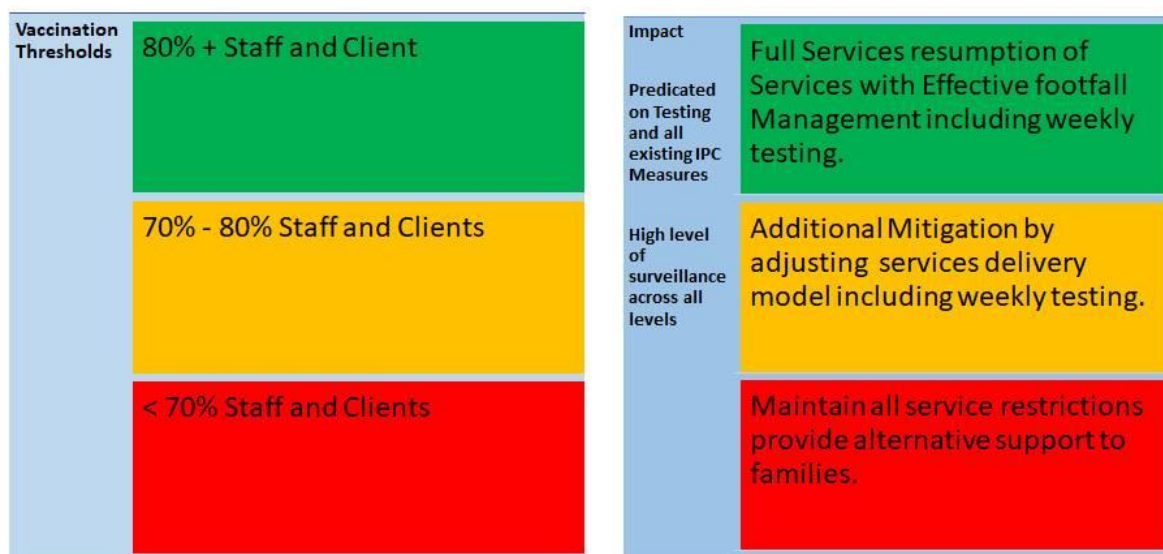 Vaccination
Thresholds
80% + Staff and Client
70% - 80% Staff and Clients
< 70% Staff and Clients
Impact
Predicated
on Testing
and all
existing IPC
Measures
High level
of
surveillance
across all
levels
Full Services resumption of
Services with Effective footfall
Management including weekly
testing.
Additional Mitigation by
adjusting services delivery
model including weekly testing.
Maintain all service restrictions
provide alternative support to
families.